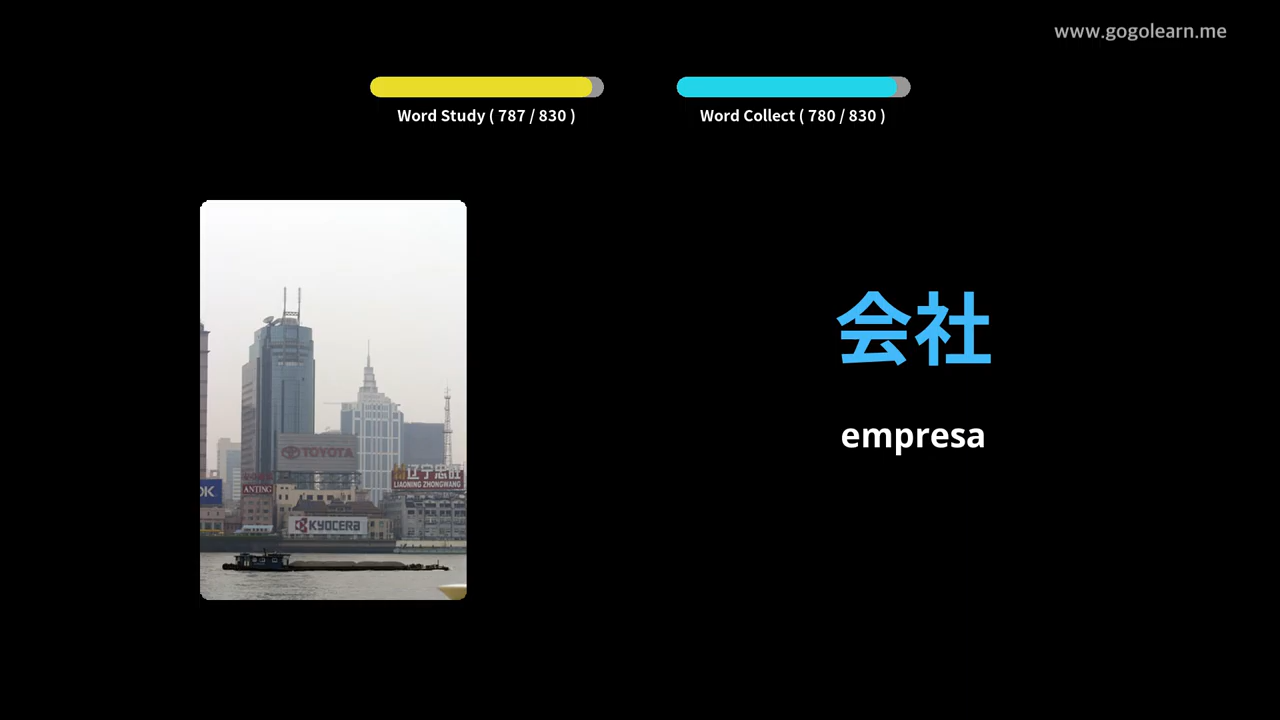 www.gogolearn.me
Word Study ( 787 / 830 )
Word Collect ( 780 / 830 )
会社
empresa
TOYOTA
辽宁忠旺
LIAONING ZHONGWANG
ANTING
OK
KYOCERA